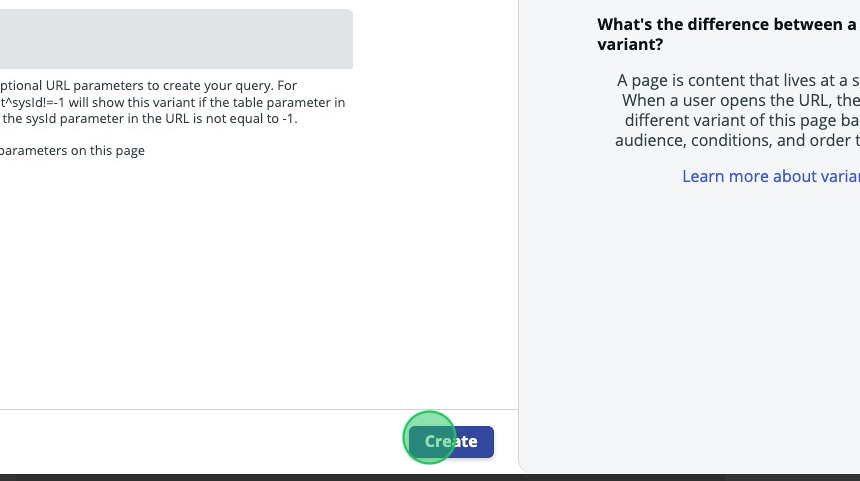 ptional URL parameters to create your query. For
t^sysId!=-1 will show this variant if the table parameter in
the sysId parameter in the URL is not equal to -1.
parameters on this page
Create
What's the difference between a
variant?
A page is content that lives at a s
When a user opens the URL, the
different variant of this page ba
audience, conditions, and order t
Learn more about varian